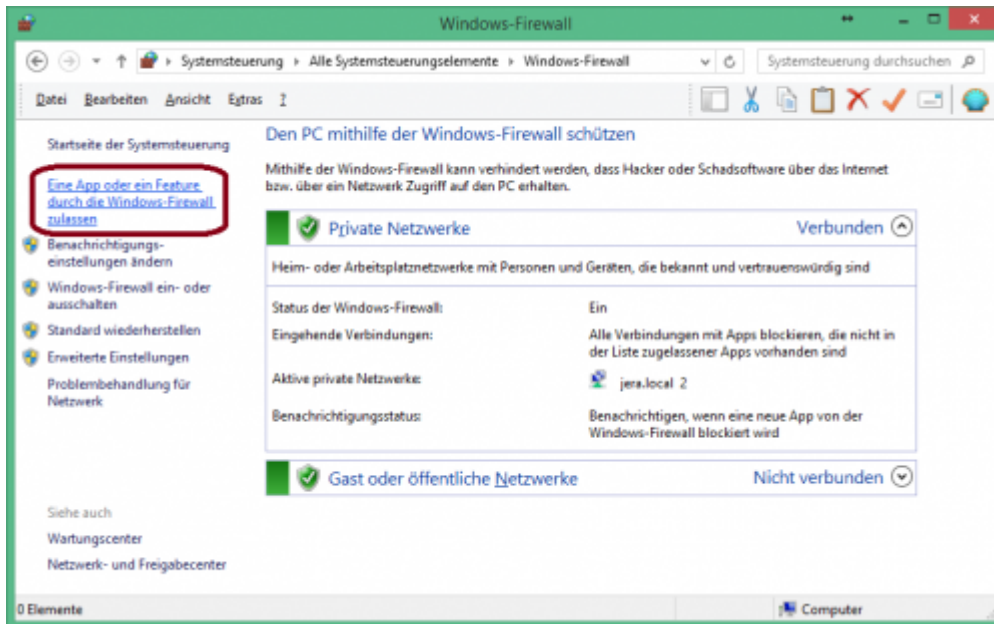 Windows-Firewall
Systemsteuerung Alle Systemsteuerungselemente Windows-Firewall
Systemsteuerung durchsuchen
Datei Bearbeiten Ansicht Extras ?
Startseite der Systemsteuerung
Eine App oder ein Feature
durch die Windows-Firewall
zulassen
Benachrichtigungs-
einstellungen ändern
Windows-Firewall ein- oder
ausschalten
Standard wiederherstellen
Erweiterte Einstellungen
Problembehandlung für
Netzwerk
Den PC mithilfe der Windows-Firewall schützen
Mithilfe der Windows-Firewall kann verhindert werden, dass Hacker oder Schadsoftware über das Internet
bzw. über ein Netzwerk Zugriff auf den PC erhalten.
Private Netzwerke Verbunden
Heim- oder Arbeitsplatznetzwerke mit Personen und Geräten, die bekannt und vertrauenswürdig sind
Status der Windows-Firewall: Ein
Eingehende Verbindungen: Alle Verbindungen mit Apps blockieren, die nicht in
der Liste zugelassener Apps vorhanden sind
Aktive private Netzwerke: jera.local 2
Benachrichtigungsstatus: Benachrichtigen, wenn eine neue App von der
Windows-Firewall blockiert wird
Gast oder öffentliche Netzwerke Nicht verbunden
Siehe auch
Wartungscenter
Netzwerk- und Freigabecenter
0 Elemente Computer